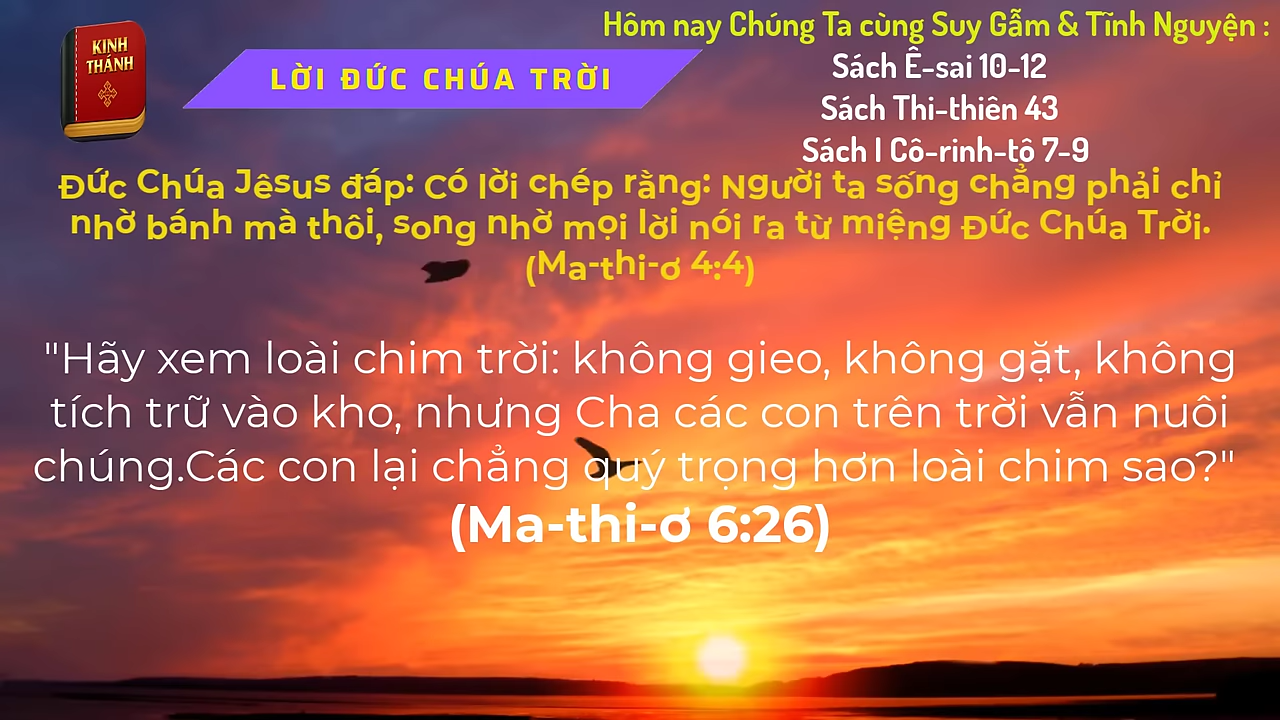 Hôm nay Chúng Ta cùng Suy Gẫm & Tĩnh Nguyện :
Sách Ê-sai 10-12
Sách Thi-thiên 43
Sách I Cô-rinh-tô 7-9
KINH
THÁNH
LỜI ĐỨC CHÚA TRỜI
Đức Chúa Jêsus đáp: Có lời chép rằng: Người ta sống chẳng phải chỉ
nhờ bánh mà thôi, song nhờ mọi lời nói ra từ miệng Đức Chúa Trời.
(Ma-thi-ơ 4:4)
"Hãy xem loài chim trời: không gieo, không gặt, không
tích trữ vào kho, nhưng Cha các con trên trời vẫn nuôi
chúng.Các con lại chẳng quý trọng hơn loài chim sao?"
(Ma-thi-ơ 6:26)